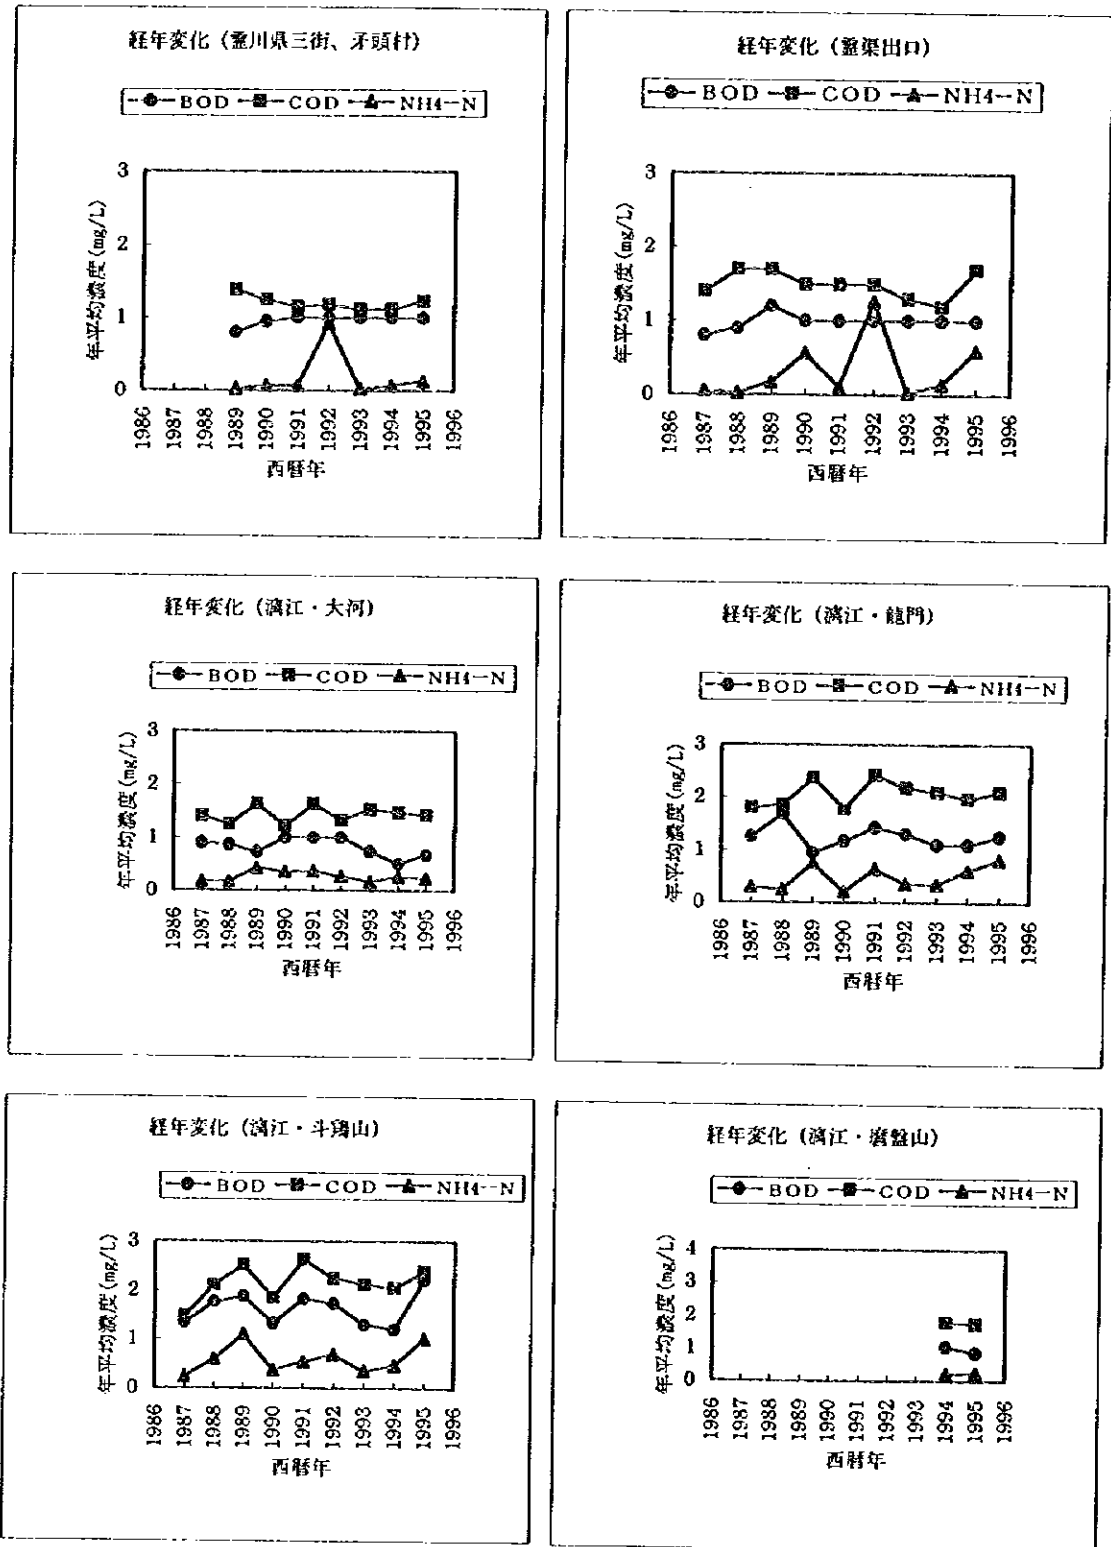 経年変化（霊川県三街、矛頭村）
BOD COD NH4-N
年平均濃度(mg/L)
3
2
1
0
1986 1987 1988 1989 1990 1991 1992 1993 1994 1995 1996
西暦年
経年変化（霊渠出口）
BOD COD NH4-N
年平均濃度(mg/L)
3
2
1
0
1986 1987 1988 1989 1990 1991 1992 1993 1994 1995 1996
西暦年
経年変化（漓江・大河）
BOD COD NH4-N
年平均濃度(mg/L)
3
2
1
0
1986 1987 1988 1989 1990 1991 1992 1993 1994 1995 1996
西暦年
経年変化（漓江・龍門）
BOD COD NH4-N
年平均濃度(mg/L)
3
2
1
0
1986 1987 1988 1989 1990 1991 1992 1993 1994 1995 1996
西暦年
経年変化（漓江・斗鶏山）
BOD COD NH4-N
年平均濃度(mg/L)
3
2
1
0
1986 1987 1988 1989 1990 1991 1992 1993 1994 1995 1996
西暦年
経年変化（漓江・磨盤山）
BOD COD NH4-N
年平均濃度(mg/L)
4
3
2
1
0
1986 1987 1988 1989 1990 1991 1992 1993 1994 1995 1996
西暦年